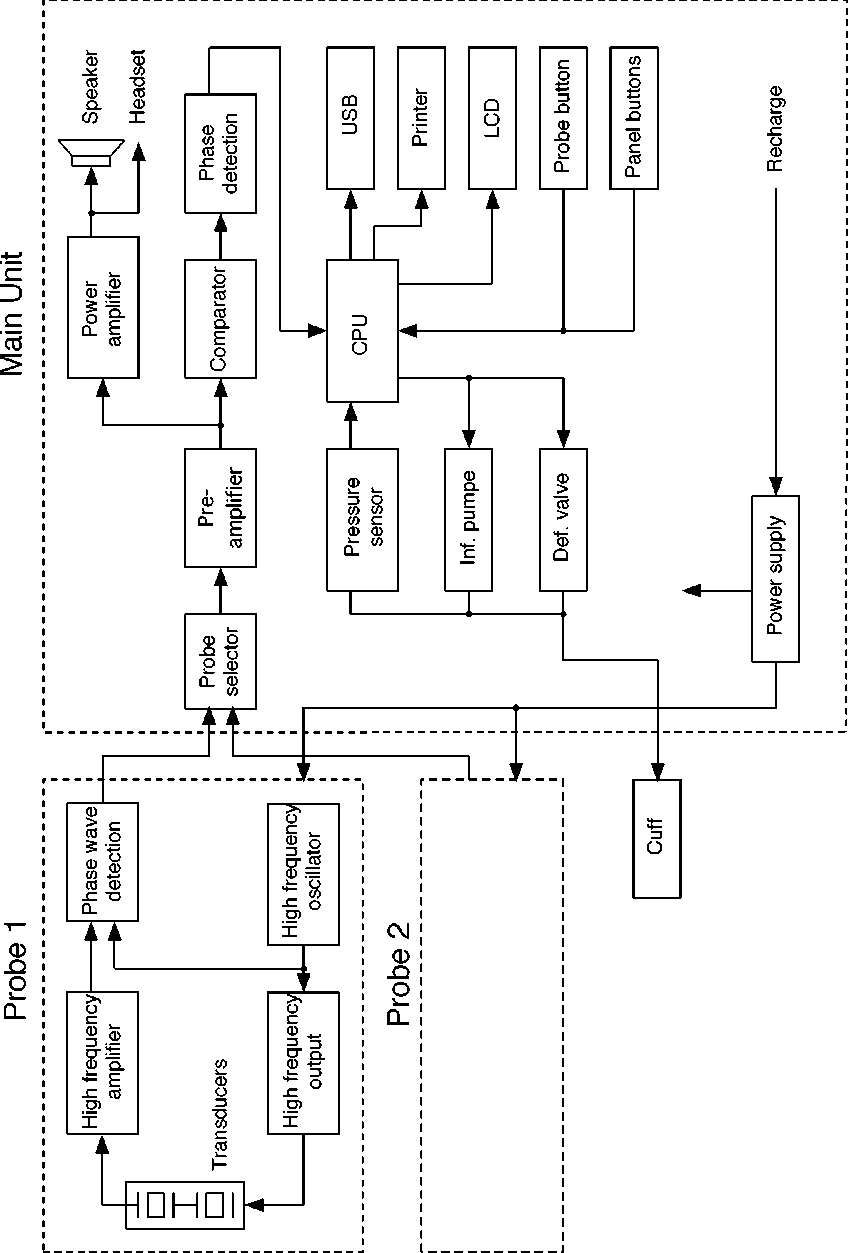 Probe 1
High frequency
amplifier
Phase wave
detection
Transducers
High frequency
output
High frequency
oscillator
Probe 2
Cuff
Main Unit
Speaker
Headset
Power
amplifier
Probe
selector
Pre-
amplifier
Comparator
Phase
detection
Pressure
sensor
CPU
USB
Printer
LCD
Probe button
Panel buttons
Inf. pumpe
Def. valve
Power supply
Recharge